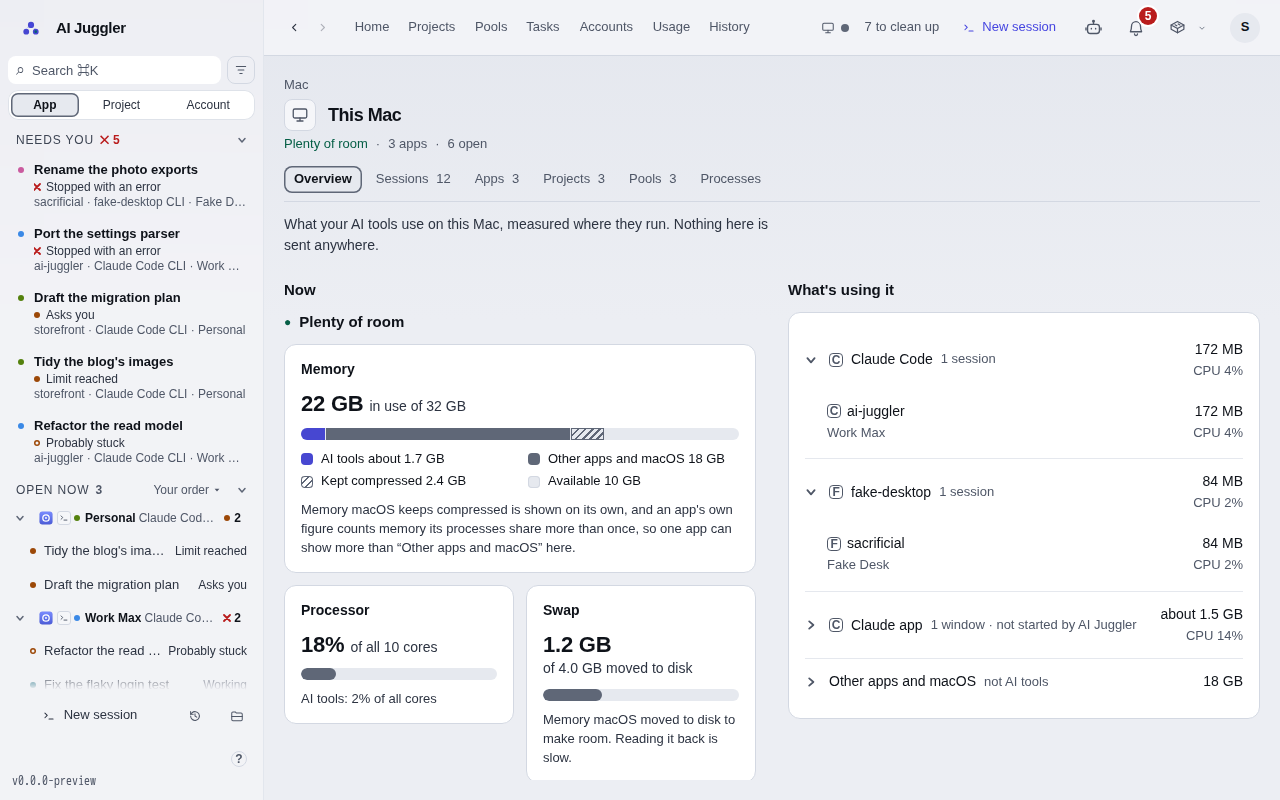 AI Juggler
Search ⌘K
App Project Account
NEEDS YOU 5
Rename the photo exports
Stopped with an error
sacrificial · fake-desktop CLI · Fake D…
Port the settings parser
Stopped with an error
ai-juggler · Claude Code CLI · Work …
Draft the migration plan
Asks you
storefront · Claude Code CLI · Personal
Tidy the blog's images
Limit reached
storefront · Claude Code CLI · Personal
Refactor the read model
Probably stuck
ai-juggler · Claude Code CLI · Work …
OPEN NOW 3 Your order
Personal Claude Cod… 2
Tidy the blog's ima… Limit reached
Draft the migration plan Asks you
Work Max Claude Co… 2
Refactor the read … Probably stuck
Fix the flaky login test Working
New session
?
v0.0.0-preview
Home Projects Pools Tasks Accounts Usage History
7 to clean up New session 5 S
Mac
This Mac
Plenty of room · 3 apps · 6 open
Overview Sessions 12 Apps 3 Projects 3 Pools 3 Processes
What your AI tools use on this Mac, measured where they run. Nothing here is
sent anywhere.
Now
Plenty of room
Memory
22 GB in use of 32 GB
AI tools about 1.7 GB Other apps and macOS 18 GB
Kept compressed 2.4 GB Available 10 GB
Memory macOS keeps compressed is shown on its own, and an app's own
figure counts memory its processes share more than once, so one app can
show more than “Other apps and macOS” here.
Processor
18% of all 10 cores
AI tools: 2% of all cores
Swap
1.2 GB
of 4.0 GB moved to disk
Memory macOS moved to disk to
make room. Reading it back is
slow.
What's using it
C Claude Code 1 session 172 MB
CPU 4%
C ai-juggler 172 MB
Work Max CPU 4%
F fake-desktop 1 session 84 MB
CPU 2%
F sacrificial 84 MB
Fake Desk CPU 2%
C Claude app 1 window · not started by AI Juggler about 1.5 GB
CPU 14%
Other apps and macOS not AI tools 18 GB